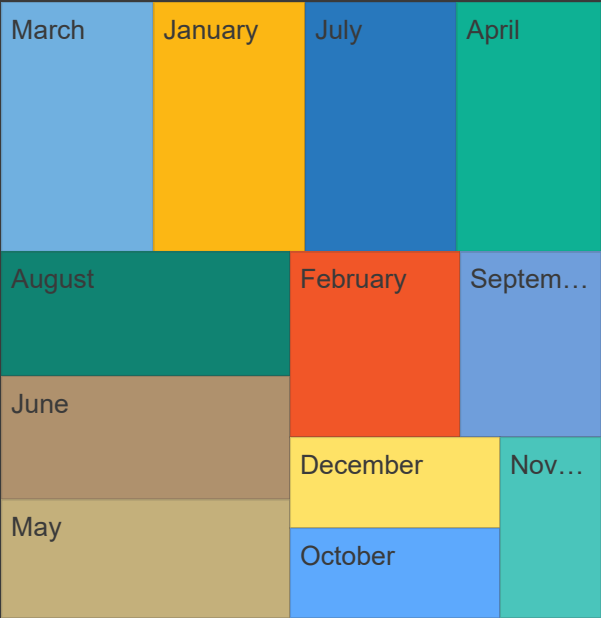 March
January
July
April
August
February
Septem…
June
December
Nov…
May
October